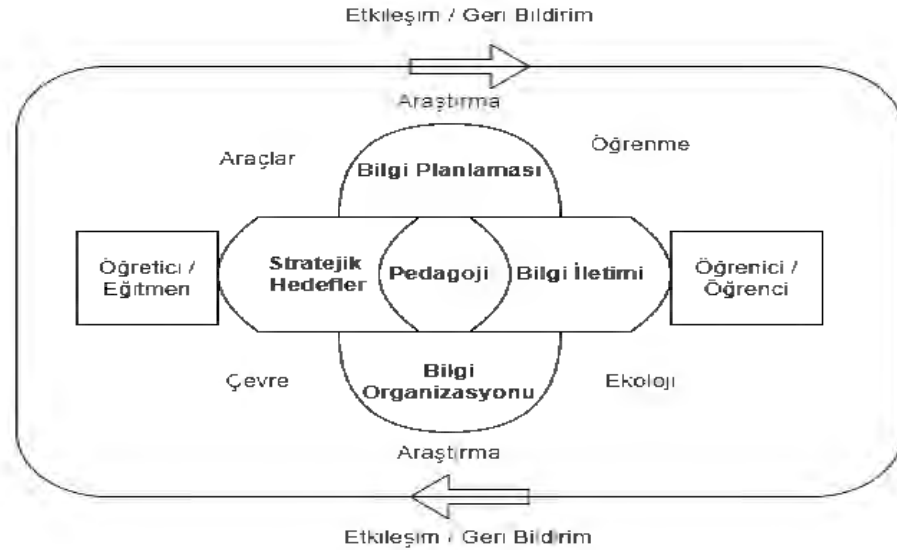 Etkileşim / Geri Bildirim
Araştırma
Araçlar
Öğrenme
Bilgi Planlaması
Öğretici /
Eğitmen
Stratejik
Hedefler
Pedagoji
Bilgi İletimi
Öğrenici /
Öğrenci
Çevre
Bilgi
Organizasyonu
Ekoloji
Araştırma
Etkileşim / Geri Bildirim